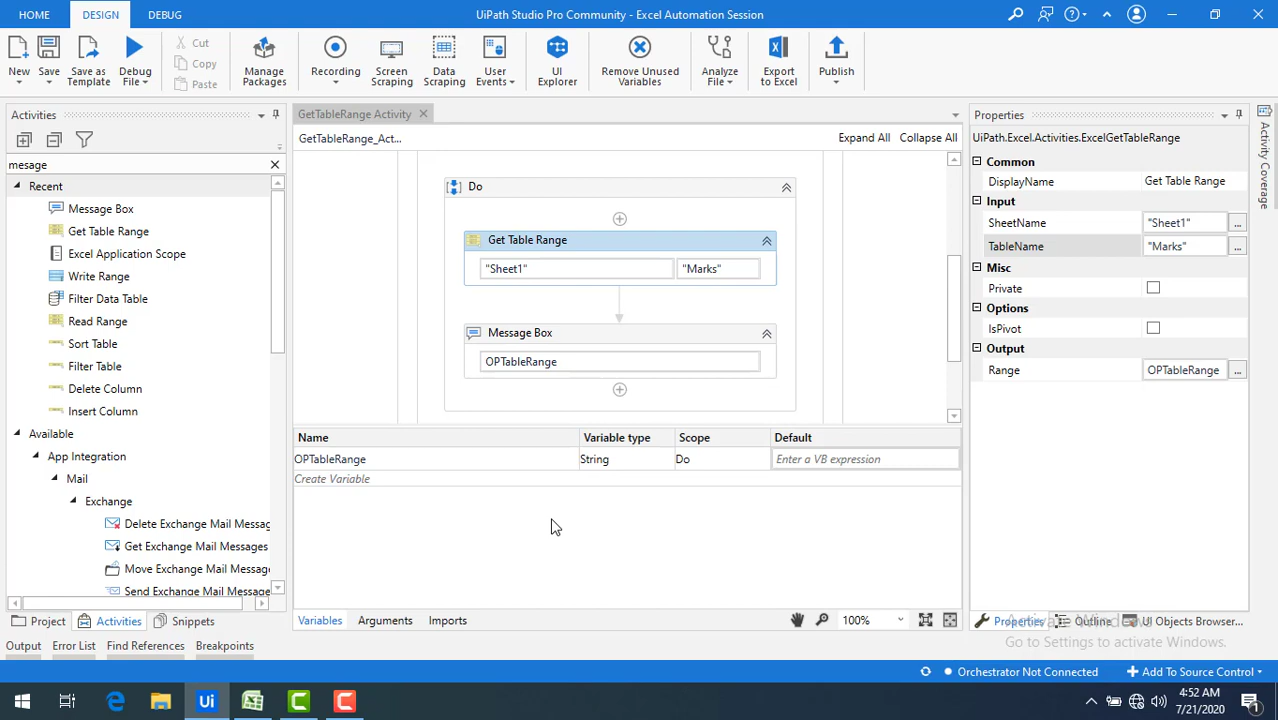 HOME DESIGN DEBUG UiPath Studio Pro Community - Excel Automation Session
New Save Save as Template Debug File Cut Copy Paste Manage Packages Recording Screen Scraping Data Scraping User Events UI Explorer Remove Unused Variables Analyze File Export to Excel Publish
Activities
mesage
Recent
Message Box
Get Table Range
Excel Application Scope
Write Range
Filter Data Table
Read Range
Sort Table
Filter Table
Delete Column
Insert Column
Available
App Integration
Mail
Exchange
Delete Exchange Mail Messag
Get Exchange Mail Messages
Move Exchange Mail Messag
Send Exchange Mail Message
Project Activities Snippets
GetTableRange Activity
GetTableRange_Act... Expand All Collapse All
Do
Get Table Range
"Sheet1" "Marks"
Message Box
OPTableRange
Name Variable type Scope Default
OPTableRange String Do Enter a VB expression
Create Variable
Variables Arguments Imports 100%
Properties
UiPath.Excel.Activities.ExcelGetTableRange
Common
DisplayName Get Table Range
Input
SheetName "Sheet1" ...
TableName "Marks" ...
Misc
Private
Options
IsPivot
Output
Range OPTableRange ...
Activity Coverage
Activate Windows
Properties Outline UI Objects Browser...
Go to Settings to activate Windows.
Output Error List Find References Breakpoints
Orchestrator Not Connected Add To Source Control
Ui
4:52 AM
7/21/2020
1